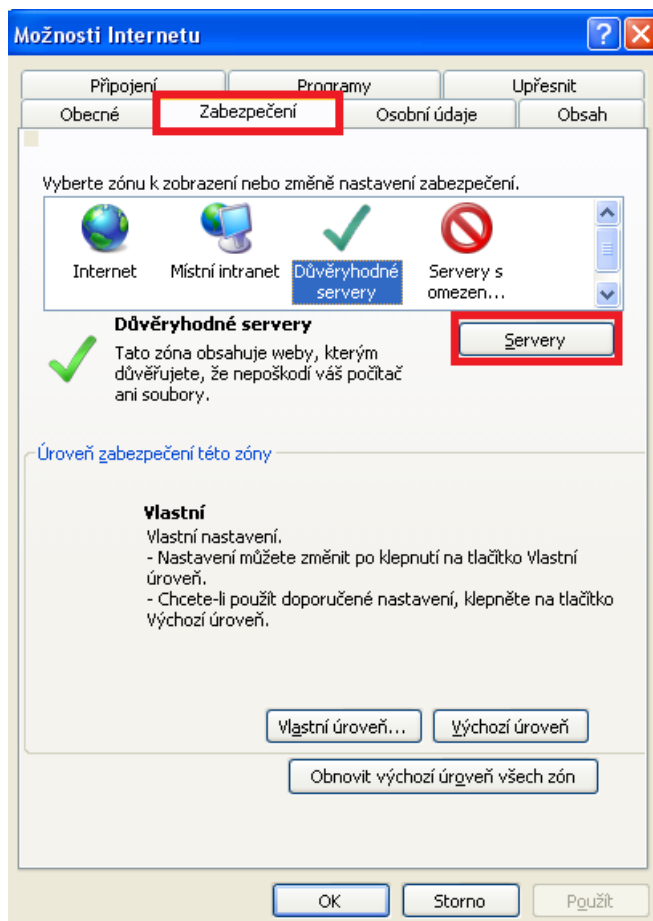 Možnosti Internetu
Připojení Programy Upřesnit
Obecné Zabezpečení Osobní údaje Obsah
Vyberte zónu k zobrazení nebo změně nastavení zabezpečení.
Internet Místní intranet Důvěryhodné servery Servery s omezen...
Důvěryhodné servery
Servery
Tato zóna obsahuje weby, kterým
důvěřujete, že nepoškodí váš počítač
ani soubory.
Úroveň zabezpečení této zóny
Vlastní
Vlastní nastavení.
- Nastavení můžete změnit po klepnutí na tlačítko Vlastní
úroveň.
- Chcete-li použít doporučené nastavení, klepněte na tlačítko
Výchozí úroveň.
Vlastní úroveň... Výchozí úroveň
Obnovit výchozí úroveň všech zón
OK Storno Použít